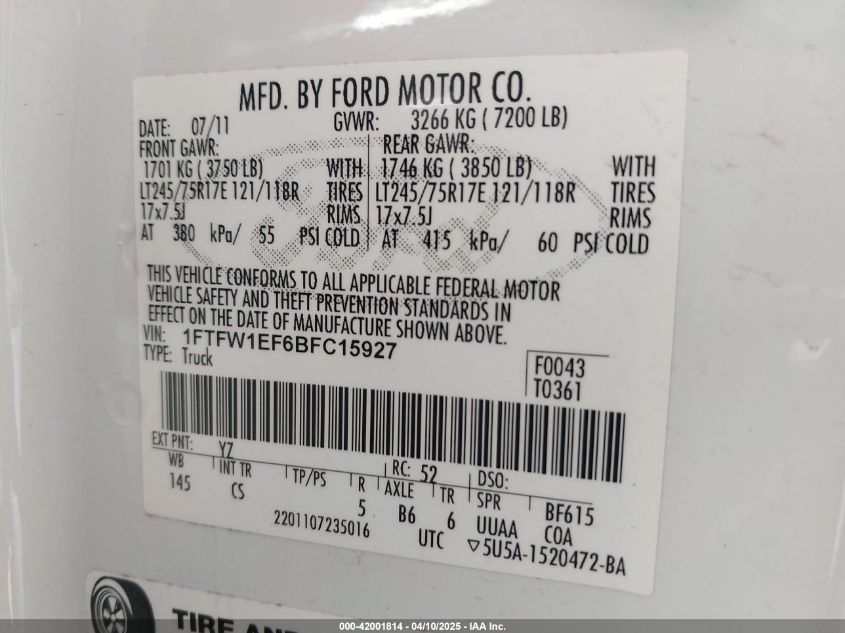 MFD. BY FORD MOTOR CO.
DATE: 07/11 GVWR: 3266 KG ( 7200 LB)
FRONT GAWR: REAR GAWR:
1701 KG ( 3750 LB) WITH 1746 KG ( 3850 LB) WITH
LT245/75R17E 121/118R TIRES LT245/75R17E 121/118R TIRES
17x7.5J RIMS 17x7.5J RIMS
AT 380 kPa/ 55 PSI COLD AT 415 kPa/ 60 PSI COLD
THIS VEHICLE CONFORMS TO ALL APPLICABLE FEDERAL MOTOR
VEHICLE SAFETY AND THEFT PREVENTION STANDARDS IN
EFFECT ON THE DATE OF MANUFACTURE SHOWN ABOVE.
VIN: 1FTFW1EF6BFC15927
TYPE: Truck
F0043
T0361
EXT PNT: YZ RC: 52 DSO:
WB INT TR TP/PS R AXLE TR SPR BF615
145 CS 5 B6 6 UUAA COA
2201107235016 UTC ▽5U5A-1520472-BA
TIRE AND
000-42001814 - 04/10/2025 - IAA Inc.